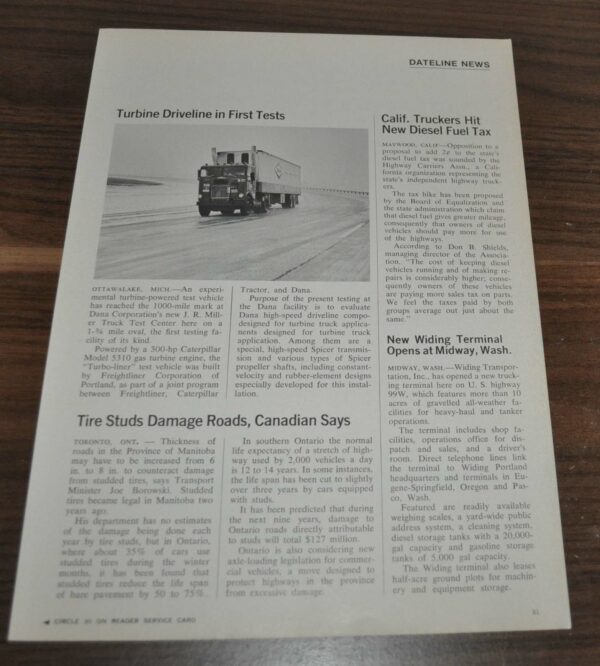 DATELINE NEWS
Turbine Driveline in First Tests
OTTAWALAKE, MICH.—An experi-
mental turbine-powered test vehicle
has reached the 1000-mile mark at
Dana Corporation's new J. R. Mil-
ler Truck Test Center here on a
1-¾ mile oval, the first testing fa-
cility of its kind.
Powered by a 300-hp Caterpillar
Model 5310 gas turbine engine, the
"Turbo-liner" test vehicle was built
by Freightliner Corporation of
Portland, as part of a joint program
between Freightliner, Caterpillar
Tractor, and Dana.
Purpose of the present testing at
the Dana facility is to evaluate
Dana high-speed driveline compo-
designed for turbine truck applica-
nents designed for turbine truck
application. Among them are a
special, high-speed Spicer transmis-
sion and various types of Spicer
propeller shafts, including constant-
velocity and rubber-element designs
especially developed for this instal-
lation.
Tire Studs Damage Roads, Canadian Says
TORONTO, ONT. — Thickness of
roads in the Province of Manitoba
may have to be increased from 6
in. to 8 in. to counteract damage
from studded tires, says Transport
Minister Joe Borowski. Studded
tires became legal in Manitoba two
years ago.
His department has no estimates
of the damage being done each
year by tire studs, but in Ontario,
where about 35% of cars use
studded tires during the winter
months, it has been found that
studded tires reduce the life span
of bare pavement by 50 to 75%.
In southern Ontario the normal
life expectancy of a stretch of high-
way used by 2,000 vehicles a day
is 12 to 14 years. In some instances,
the life span has been cut to slightly
over three years by cars equipped
with studs.
It has been predicted that during
the next nine years, damage to
Ontario roads directly attributable
to studs will total $127 million.
Ontario is also considering new
axle-loading legislation for commer-
cial vehicles, a move designed to
protect highways in the province
from excessive damage.
Calif. Truckers Hit
New Diesel Fuel Tax
MAYWOOD, CALIF—Opposition to a
proposal to add 2¢ to the state's
diesel fuel tax was sounded by the
Highway Carriers Assn., a Cali-
fornia organization representing the
state's independent highway truck-
ers.
The tax hike has been proposed
by the Board of Equalization and
the state administration which claim
that diesel fuel gives greater mileage,
consequently that owners of diesel
vehicles should pay more for use
of the highways.
According to Don B. Shields,
managing director of the Associa-
tion, "The cost of keeping diesel
vehicles running and of making re-
pairs is considerably higher; conse-
quently owners of these vehicles
are paying more sales tax on parts.
We feel the taxes paid by both
groups average out just about the
same."
New Widing Terminal
Opens at Midway, Wash.
MIDWAY, WASH.—Widing Transpor-
tation, Inc., has opened a new truck-
ing terminal here on U. S. highway
99W, which features more than 10
acres of gravelled all-weather fa-
cilities for heavy-haul and tanker
operations.
The terminal includes shop fa-
cilities, operations office for dis-
patch and sales, and a driver's
room. Direct telephone lines link
the terminal to Widing Portland
headquarters and terminals in Eu-
gene-Springfield, Oregon and Pas-
co, Wash.
Featured are readily available
weighing scales, a yard-wide public
address system, a cleaning system,
diesel storage tanks with a 20,000-
gal capacity and gasoline storage
tanks of 5,000 gal. capacity.
The Widing terminal also leases
half-acre ground plots for machin-
ery and equipment storage.
◄ CIRCLE ON READER SERVICE CARD